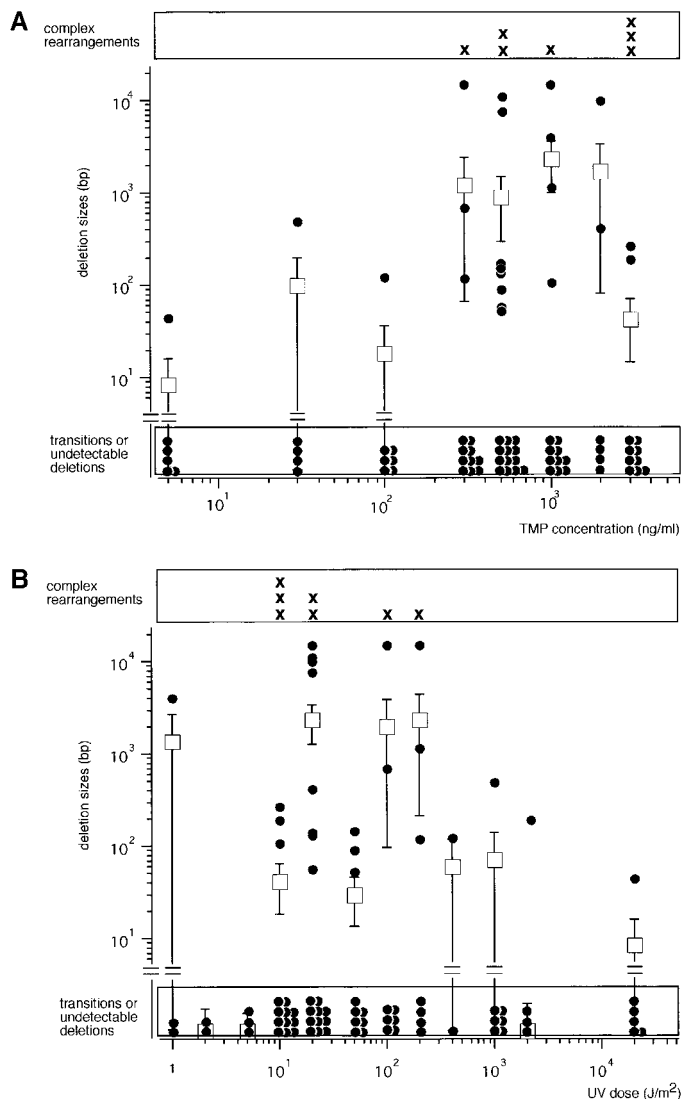 A
complex
rearrangements
x x x x x x x
10^4
10^3
10^2
10^1
deletion sizes (bp)
transitions or
undetectable
deletions
10^1 10^2 10^3
TMP concentration (ng/ml)
B
complex
rearrangements
x x x x x x x
10^4
10^3
10^2
10^1
deletion sizes (bp)
transitions or
undetectable
deletions
1 10^1 10^2 10^3 10^4
UV dose (J/m^2)